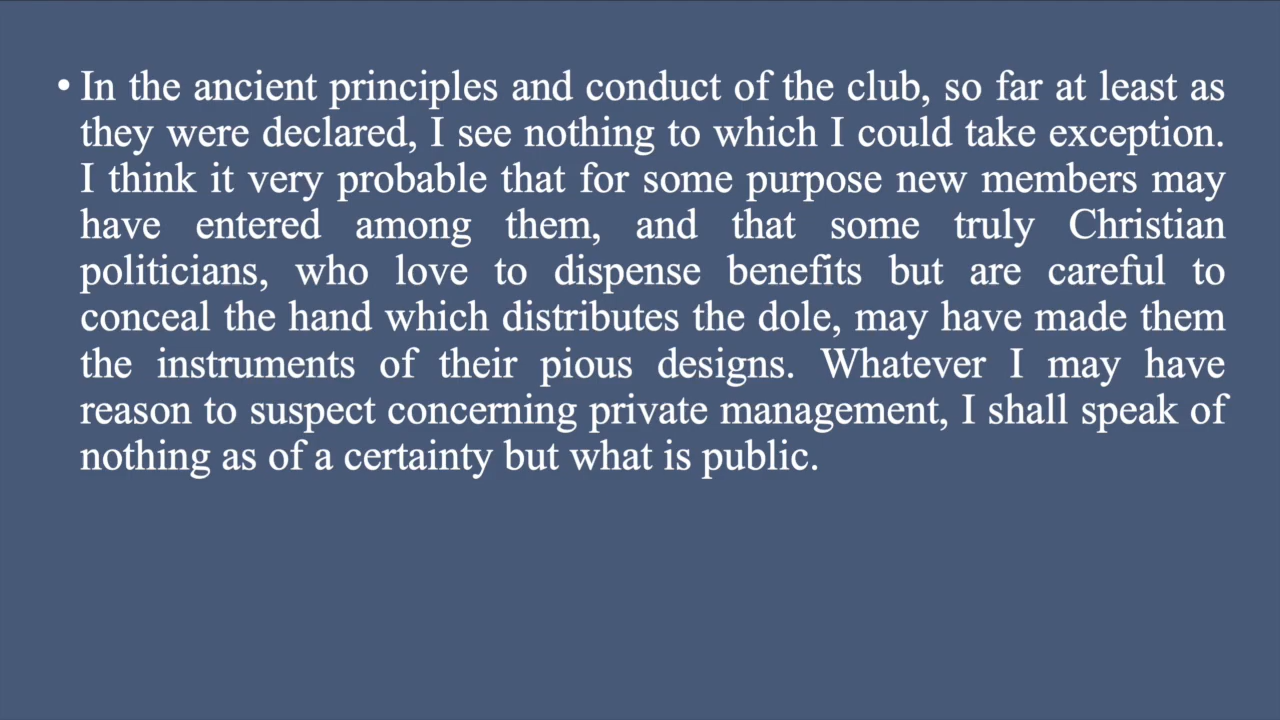 • In the ancient principles and conduct of the club, so far at least as
they were declared, I see nothing to which I could take exception.
I think it very probable that for some purpose new members may
have entered among them, and that some truly Christian
politicians, who love to dispense benefits but are careful to
conceal the hand which distributes the dole, may have made them
the instruments of their pious designs. Whatever I may have
reason to suspect concerning private management, I shall speak of
nothing as of a certainty but what is public.